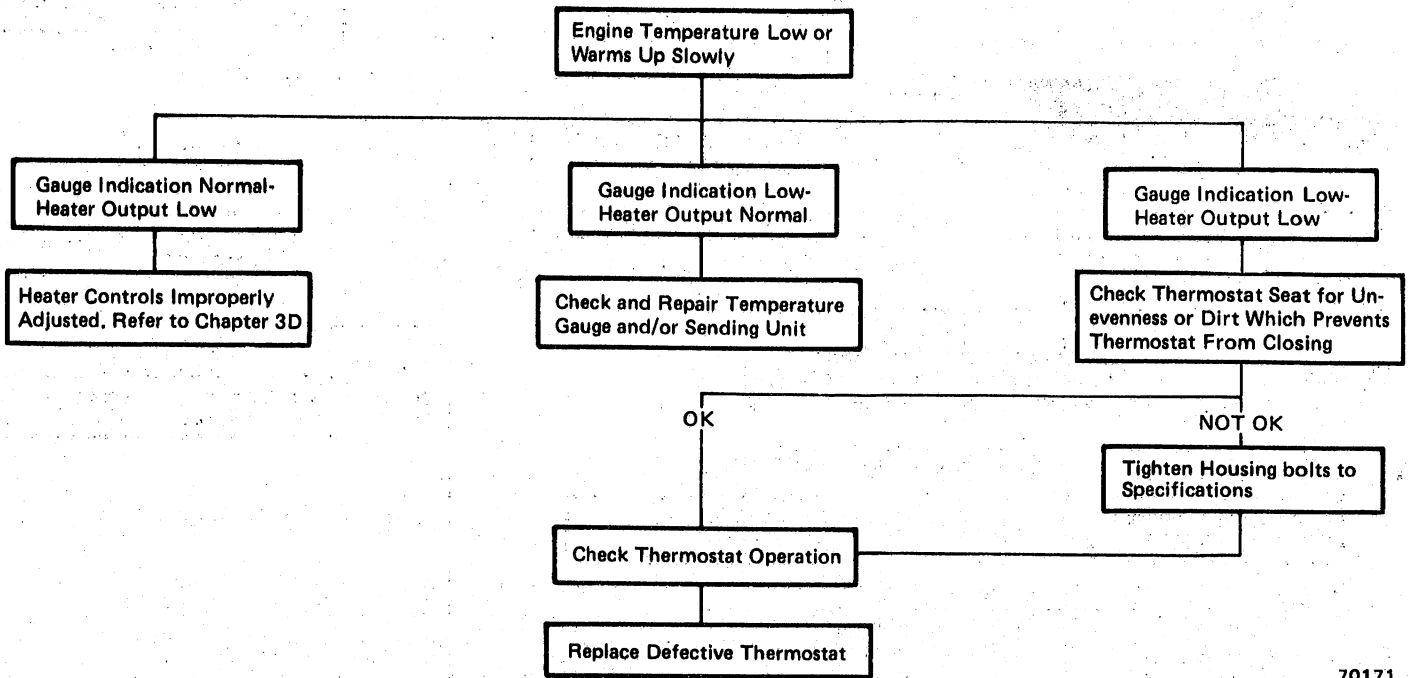 Engine Temperature Low or
Warms Up Slowly
Gauge Indication Normal-
Heater Output Low
Gauge Indication Low-
Heater Output Normal
Gauge Indication Low-
Heater Output Low
Heater Controls Improperly
Adjusted. Refer to Chapter 3D
Check and Repair Temperature
Gauge and/or Sending Unit
Check Thermostat Seat for Un-
evenness or Dirt Which Prevents
Thermostat From Closing
OK
NOT OK
Tighten Housing bolts to
Specifications
Check Thermostat Operation
Replace Defective Thermostat
70171